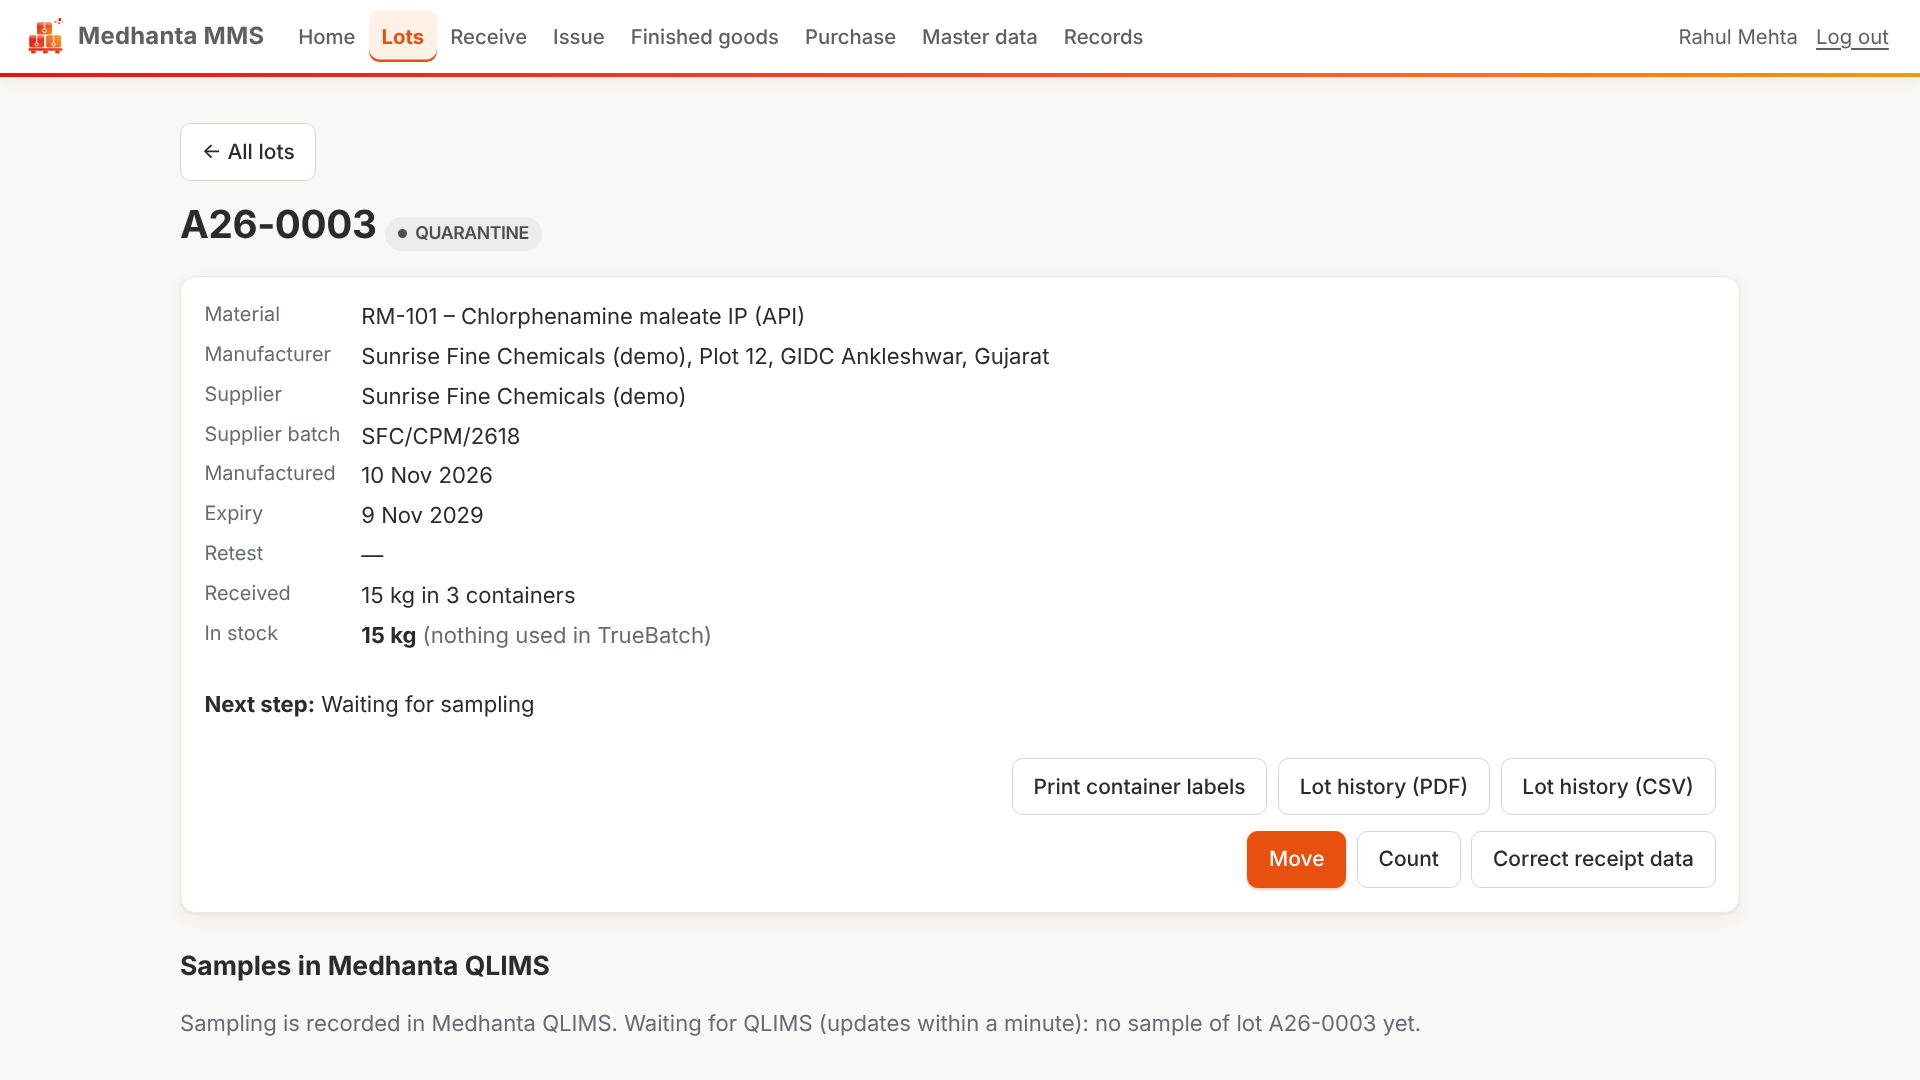 Medhanta MMS Home Lots Receive Issue Finished goods Purchase Master data Records Rahul Mehta Log out
← All lots
A26-0003 ● QUARANTINE
Material RM-101 – Chlorphenamine maleate IP (API)
Manufacturer Sunrise Fine Chemicals (demo), Plot 12, GIDC Ankleshwar, Gujarat
Supplier Sunrise Fine Chemicals (demo)
Supplier batch SFC/CPM/2618
Manufactured 10 Nov 2026
Expiry 9 Nov 2029
Retest —
Received 15 kg in 3 containers
In stock 15 kg (nothing used in TrueBatch)
Next step: Waiting for sampling
Print container labels Lot history (PDF) Lot history (CSV)
Move Count Correct receipt data
Samples in Medhanta QLIMS
Sampling is recorded in Medhanta QLIMS. Waiting for QLIMS (updates within a minute): no sample of lot A26-0003 yet.